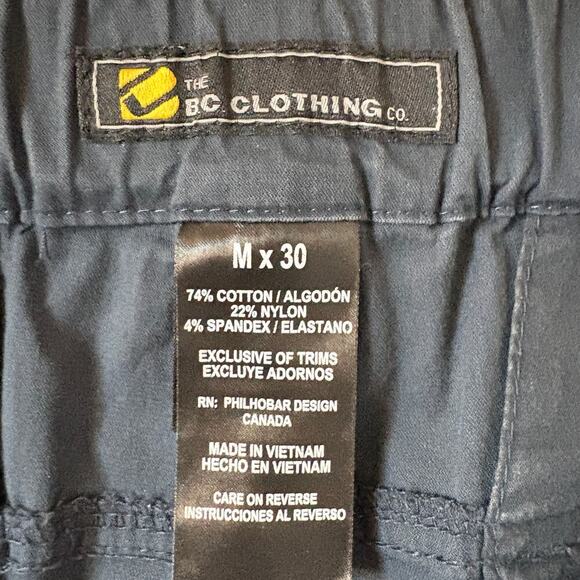 THE
BC CLOTHING CO.
M x 30
74% COTTON / ALGODÓN
22% NYLON
4% SPANDEX / ELASTANO
EXCLUSIVE OF TRIMS
EXCLUYE ADORNOS
RN: PHILHOBAR DESIGN
CANADA
MADE IN VIETNAM
HECHO EN VIETNAM
CARE ON REVERSE
INSTRUCCIONES AL REVERSO